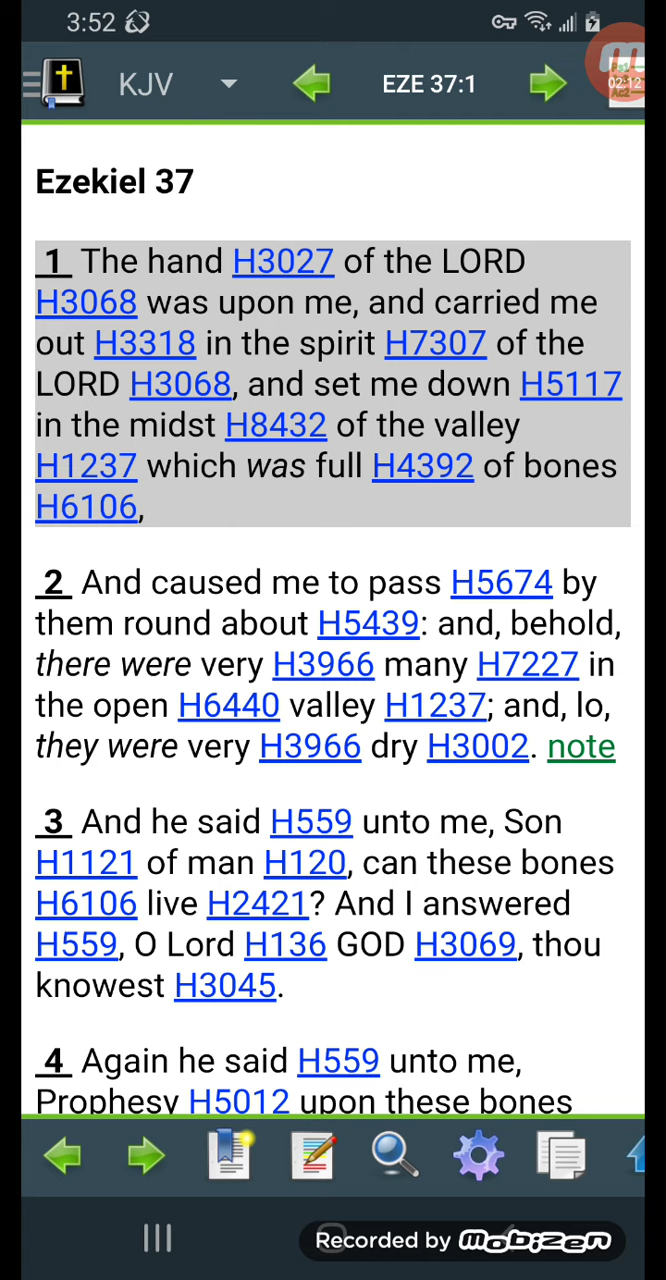 3:52
KJV
EZE 37:1
02:12
Ezekiel 37
1 The hand H3027 of the LORD
H3068 was upon me, and carried me
out H3318 in the spirit H7307 of the
LORD H3068, and set me down H5117
in the midst H8432 of the valley
H1237 which was full H4392 of bones
H6106,
2 And caused me to pass H5674 by
them round about H5439: and, behold,
there were very H3966 many H7227 in
the open H6440 valley H1237; and, lo,
they were very H3966 dry H3002. note
3 And he said H559 unto me, Son
H1121 of man H120, can these bones
H6106 live H2421? And I answered
H559, O Lord H136 GOD H3069, thou
knowest H3045.
4 Again he said H559 unto me,
Prophesy H5012 upon these bones
Recorded by mobizen